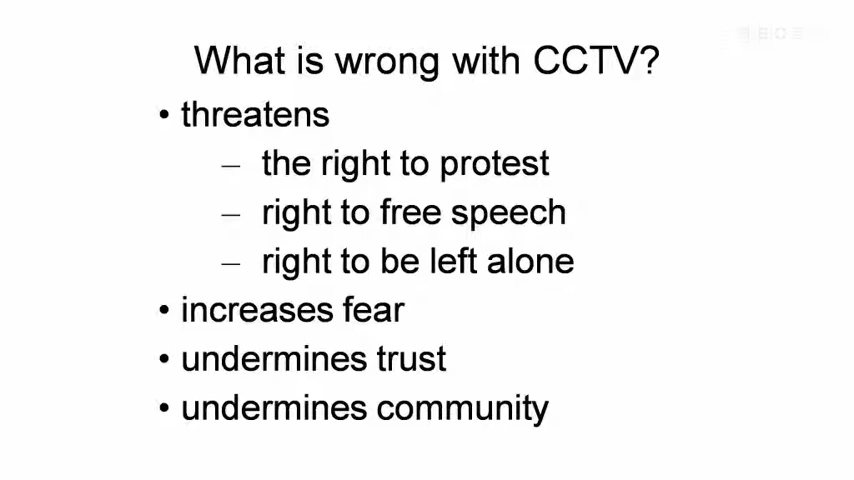 What is wrong with CCTV?
• threatens
– the right to protest
– right to free speech
– right to be left alone
• increases fear
• undermines trust
• undermines community